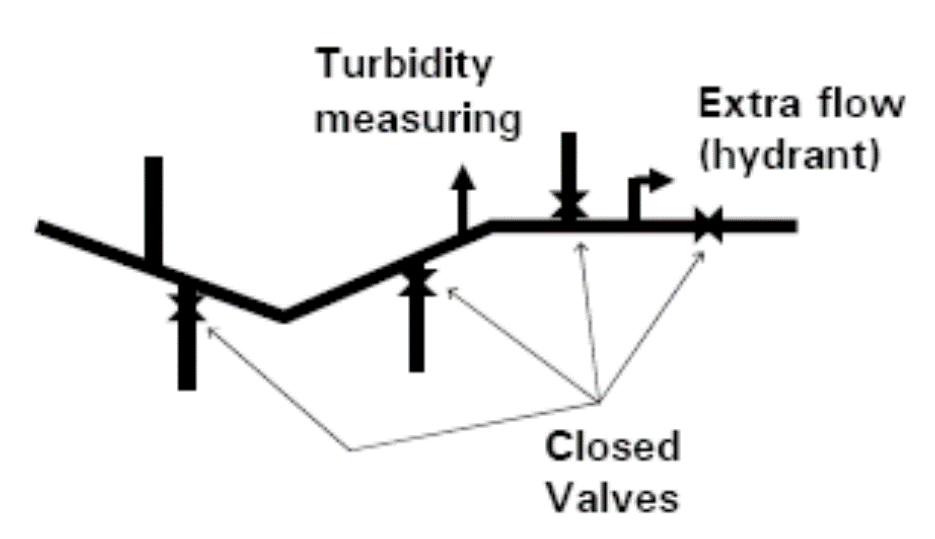 Turbidity
measuring
Extra flow
(hydrant)
Closed
Valves